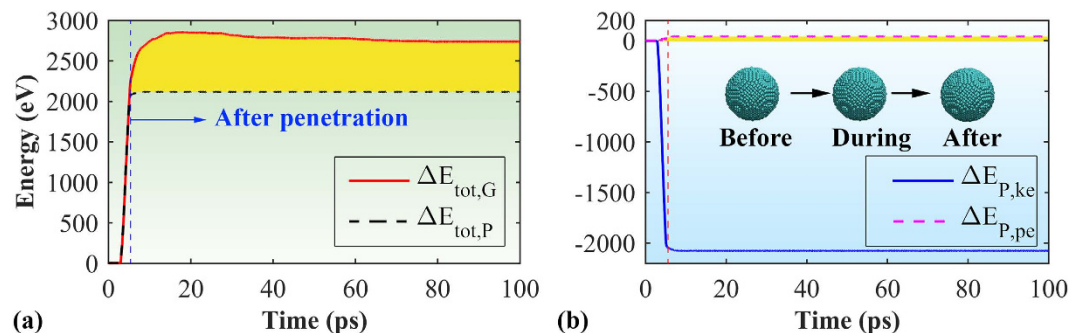 3000
2500
2000
1500
1000
500
0
Energy (eV)
After penetration
ΔE_tot,G
ΔE_tot,P
0 20 40 60 80 100
Time (ps)
(a)
200
0
-500
-1000
-1500
-2000
Before During After
ΔE_P,ke
ΔE_P,pe
0 20 40 60 80 100
Time (ps)
(b)